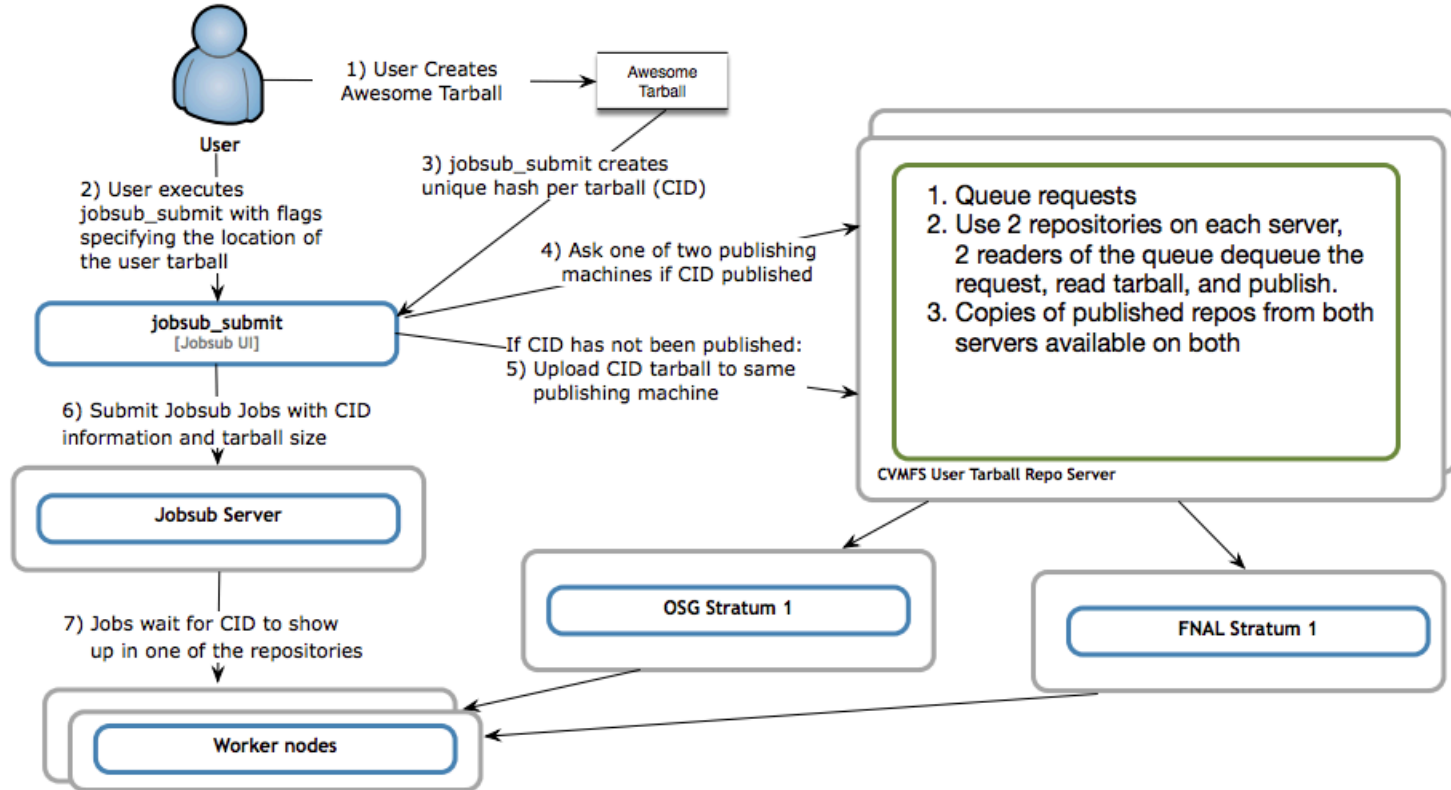 1) User Creates
Awesome Tarball
Awesome
Tarball
User
2) User executes
jobsub_submit with flags
specifying the location of
the user tarball
3) jobsub_submit creates
unique hash per tarball (CID)
4) Ask one of two publishing
machines if CID published
jobsub_submit
[Jobsub UI]
If CID has not been published:
5) Upload CID tarball to same
publishing machine
1. Queue requests
2. Use 2 repositories on each server,
2 readers of the queue dequeue the
request, read tarball, and publish.
3. Copies of published repos from both
servers available on both
CVMFS User Tarball Repo Server
6) Submit Jobsub Jobs with CID
information and tarball size
Jobsub Server
OSG Stratum 1
FNAL Stratum 1
7) Jobs wait for CID to show
up in one of the repositories
Worker nodes